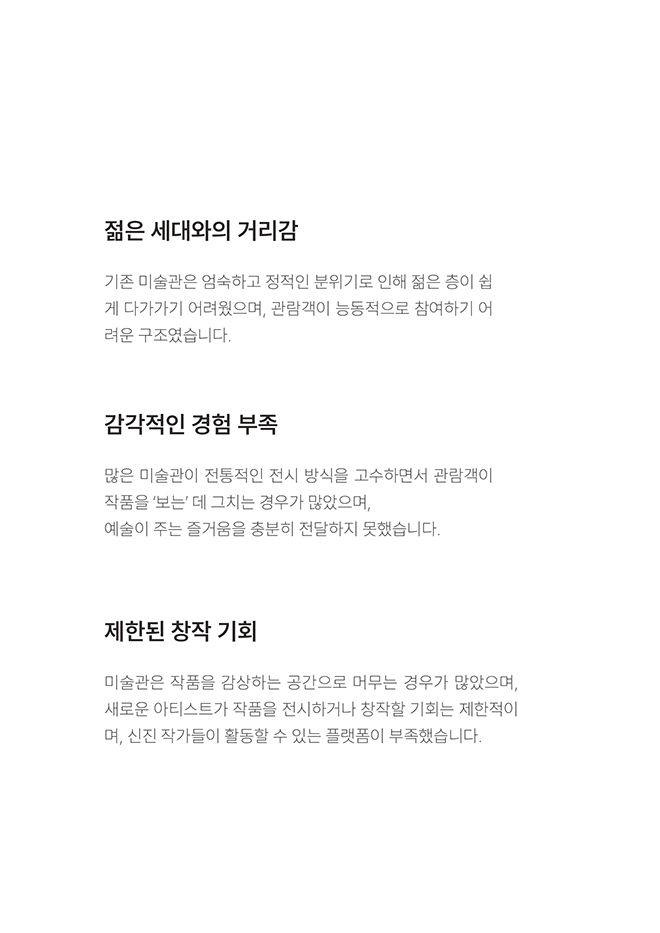 젊은 세대와의 거리감
기존 미술관은 엄숙하고 정적인 분위기로 인해 젊은 층이 쉽
게 다가가기 어려웠으며, 관람객이 능동적으로 참여하기 어
려운 구조였습니다.
감각적인 경험 부족
많은 미술관이 전통적인 전시 방식을 고수하면서 관람객이
작품을 ‘보는’ 데 그치는 경우가 많았으며,
예술이 주는 즐거움을 충분히 전달하지 못했습니다.
제한된 창작 기회
미술관은 작품을 감상하는 공간으로 머무는 경우가 많았으며,
새로운 아티스트가 작품을 전시하거나 창작할 기회는 제한적이
며, 신진 작가들이 활동할 수 있는 플랫폼이 부족했습니다.